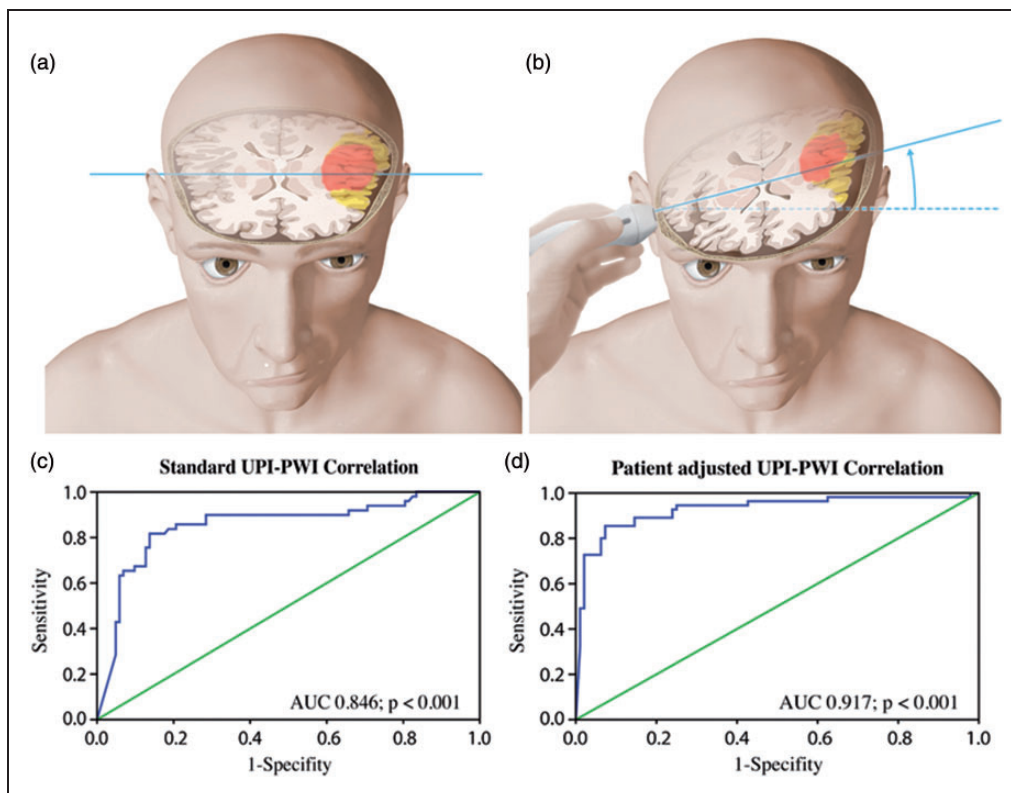 (a)
(b)
(c)
Standard UPI-PWI Correlation
1.0
0.8
0.6
0.4
0.2
0.0
Sensitivity
AUC 0.846; p < 0.001
0.0 0.2 0.4 0.6 0.8 1.0
1-Specifity
(d)
Patient adjusted UPI-PWI Correlation
1.0
0.8
0.6
0.4
0.2
0.0
Sensitivity
AUC 0.917; p < 0.001
0.0 0.2 0.4 0.6 0.8 1.0
1-Specifity